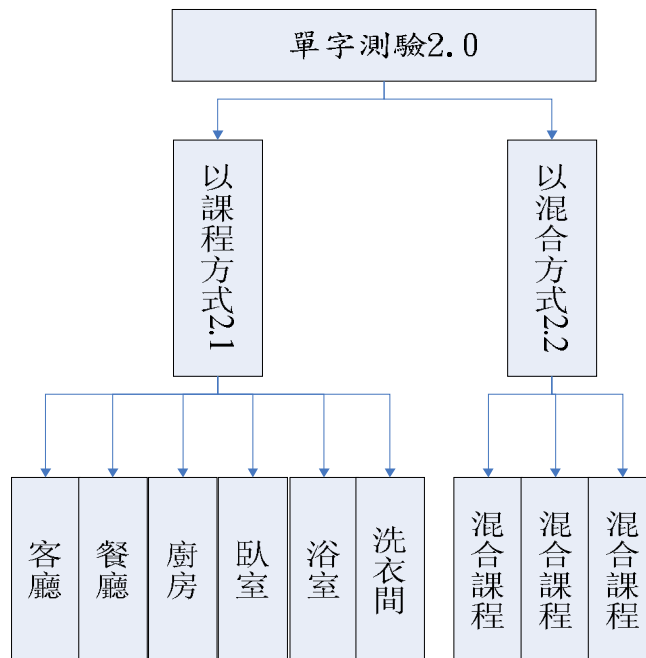 單字測驗2.0
以課程方式2.1
以混合方式2.2
客廳
餐廳
廚房
臥室
浴室
洗衣間
混合課程
混合課程
混合課程